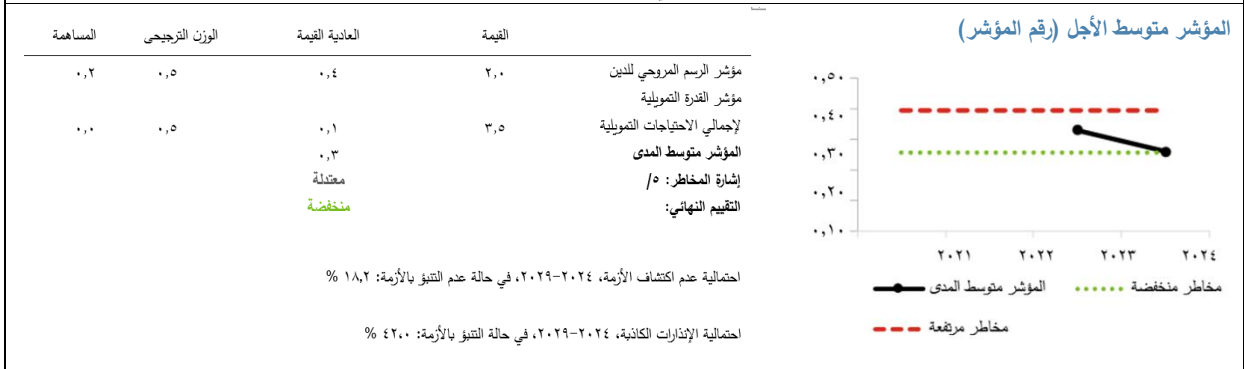 المؤشر متوسط الأجل (رقم المؤشر)
٠,٥٠
٠,٤٠
٠,٣٠
٠,٢٠
٠,١٠
٢٠٢١ ٢٠٢٢ ٢٠٢٣ ٢٠٢٤
مخاطر منخفضة المؤشر متوسط المدى
مخاطر مرتفعة
القيمة العادية القيمة الوزن الترجيحى المساهمة
مؤشر الرسم المروحي للدين ٢,٠ ٠,٤ ٠,٥ ٠,٢
مؤشر القدرة التمويلية
لإجمالي الاحتياجات التمويلية ٣,٥ ٠,١ ٠,٥ ٠,٠
المؤشر متوسط المدى ٠,٣
إشارة المخاطر: ٥/ معتدلة
التقييم النهائي: منخفضة
احتمالية عدم اكتشاف الأزمة، ٢٠٢٤-٢٠٢٩، في حالة عدم التنبؤ بالأزمة: ١٨,٢ %
احتمالية الإنذارات الكاذبة، ٢٠٢٤-٢٠٢٩، في حالة التنبؤ بالأزمة: ٤٢,٠ %